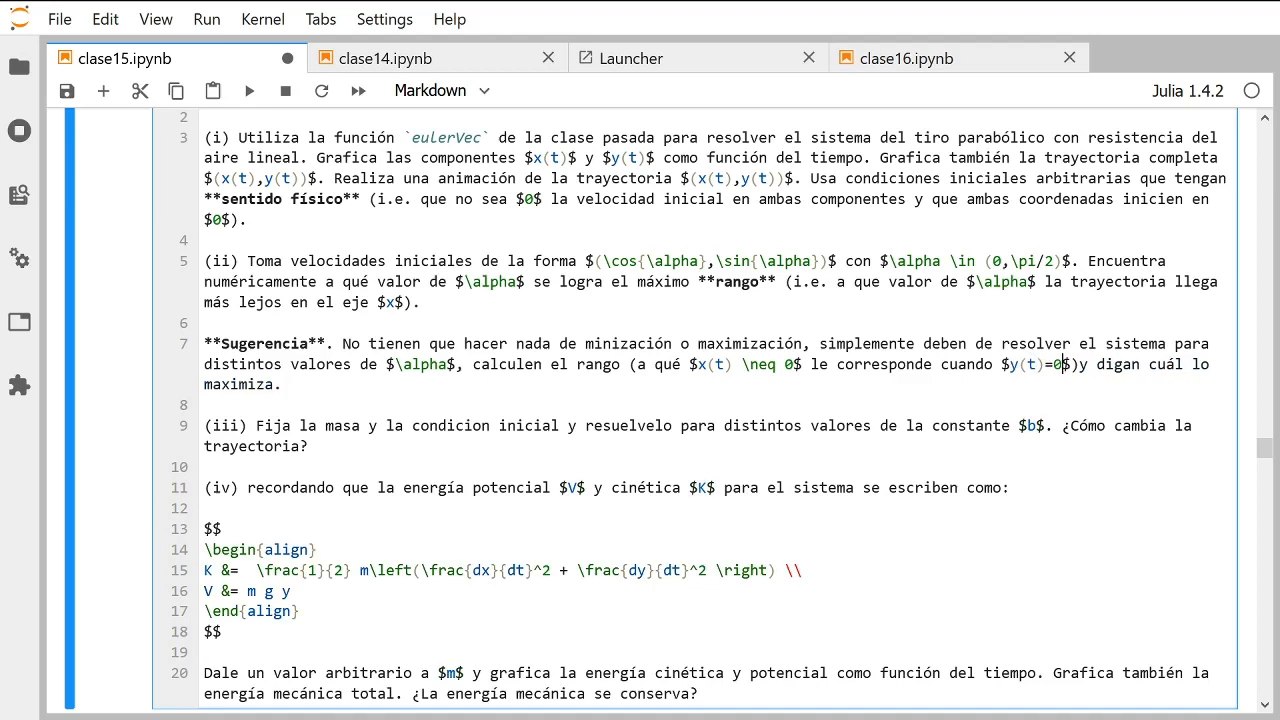 File Edit View Run Kernel Tabs Settings Help
clase15.ipynb clase14.ipynb Launcher clase16.ipynb
Markdown Julia 1.4.2
2
3 (i) Utiliza la función `eulerVec` de la clase pasada para resolver el sistema del tiro parabólico con resistencia del
aire lineal. Grafica las componentes $x(t)$ y $y(t)$ como función del tiempo. Grafica también la trayectoria completa
$(x(t),y(t))$. Realiza una animación de la trayectoria $(x(t),y(t))$. Usa condiciones iniciales arbitrarias que tengan
**sentido físico** (i.e. que no sea $0$ la velocidad inicial en ambas componentes y que ambas coordenadas inicien en
$0$).
4
5 (ii) Toma velocidades iniciales de la forma $(\cos{\alpha},\sin{\alpha})$ con $\alpha \in (0,\pi/2)$. Encuentra
numéricamente a qué valor de $\alpha$ se logra el máximo **rango** (i.e. a que valor de $\alpha$ la trayectoria llega
más lejos en el eje $x$).
6
7 **Sugerencia**. No tienen que hacer nada de minización o maximización, simplemente deben de resolver el sistema para
distintos valores de $\alpha$, calculen el rango (a qué $x(t) \neq 0$ le corresponde cuando $y(t)=0$)y digan cuál lo
maximiza.
8
9 (iii) Fija la masa y la condicion inicial y resuelvelo para distintos valores de la constante $b$. ¿Cómo cambia la
trayectoria?
10
11 (iv) recordando que la energía potencial $V$ y cinética $K$ para el sistema se escriben como:
12
13 $$
14 \begin{align}
15 K &=  \frac{1}{2} m\left(\frac{dx}{dt}^2 + \frac{dy}{dt}^2 \right) \\
16 V &= m g y
17 \end{align}
18 $$
19
20 Dale un valor arbitrario a $m$ y grafica la energía cinética y potencial como función del tiempo. Grafica también la
energía mecánica total. ¿La energía mecánica se conserva?